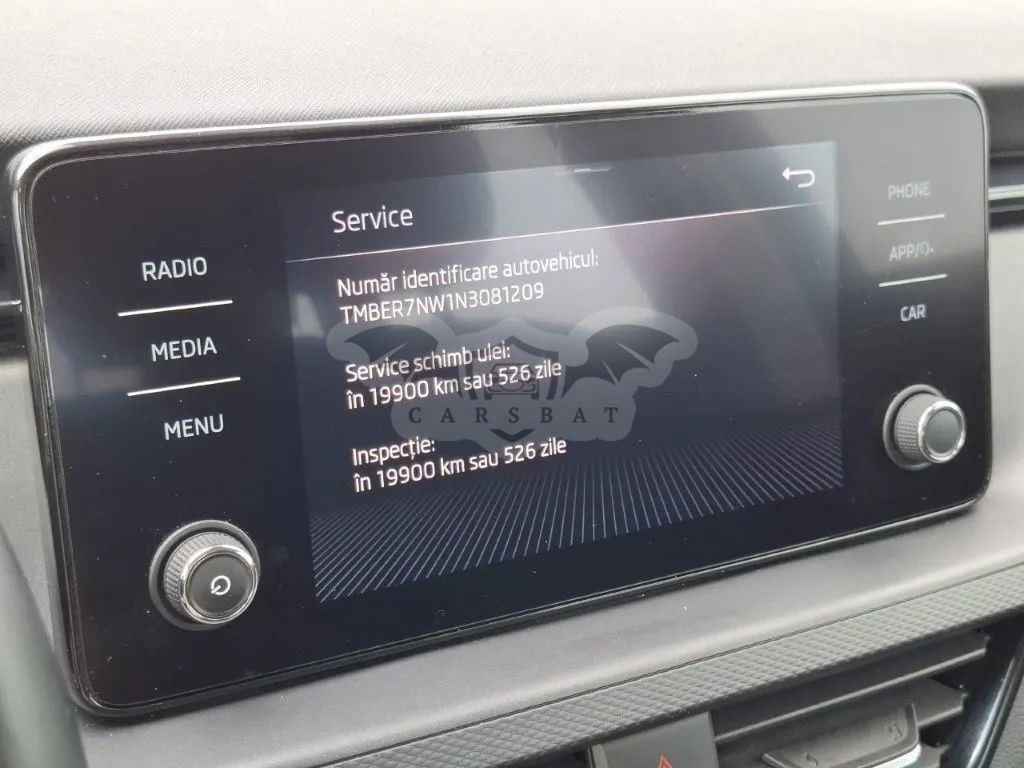 Service
Număr identificare autovehicul:
TMBER7NW1N3081209
Service schimb ulei:
în 19900 km sau 526 zile
Inspecție:
în 19900 km sau 526 zile
RADIO
MEDIA
MENU
PHONE
CAR
CARSBAT